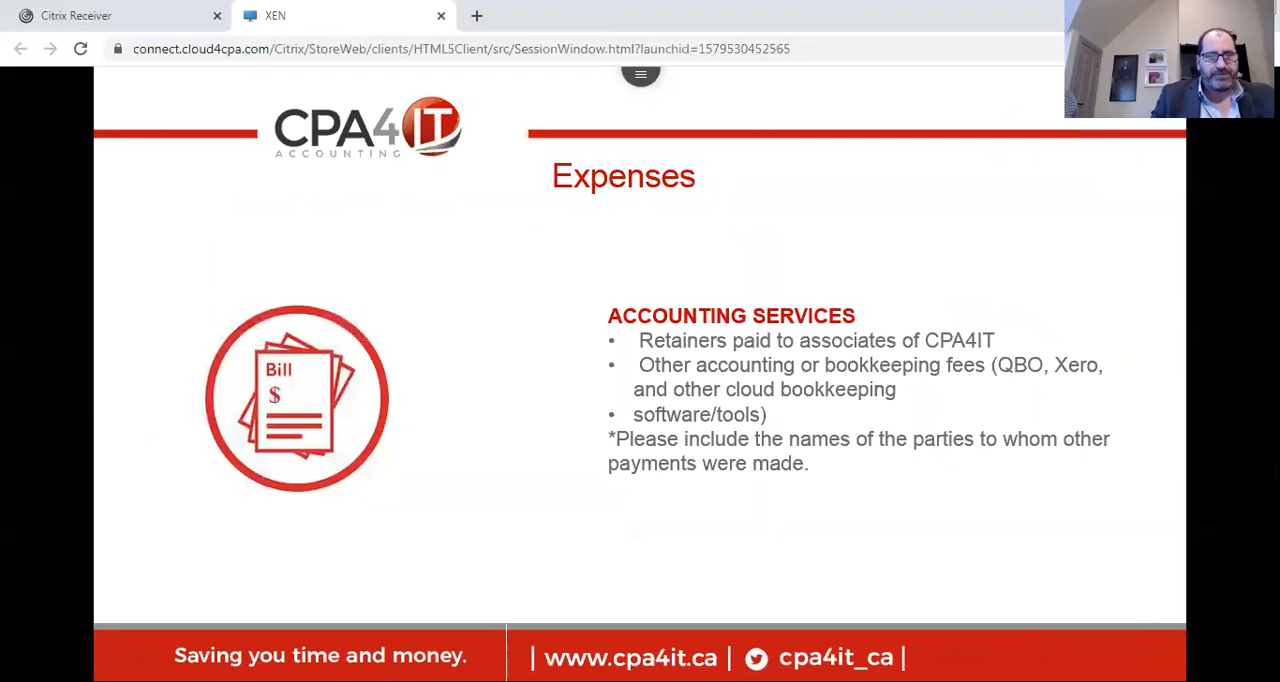 Citrix Receiver
XEN
connect.cloud4cpa.com/Citrix/StoreWeb/clients/HTML5Client/src/SessionWindow.html?launchid=1579530452565
CPA4IT
ACCOUNTING
Expenses
Bill
$
ACCOUNTING SERVICES
• Retainers paid to associates of CPA4IT
• Other accounting or bookkeeping fees (QBO, Xero,
and other cloud bookkeeping
• software/tools)
*Please include the names of the parties to whom other
payments were made.
Saving you time and money.
| www.cpa4it.ca | cpa4it_ca |